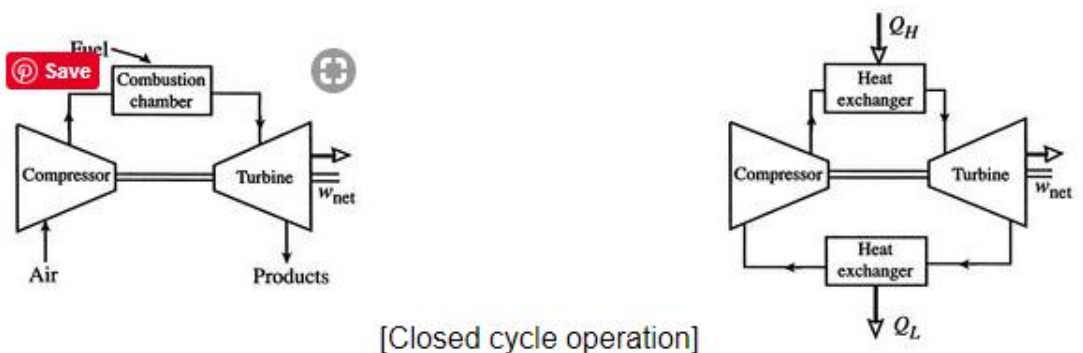 Fuel
Save
Combustion
chamber
Compressor
Turbine
w_net
Air
Products
Q_H
Heat
exchanger
Compressor
Turbine
w_net
Heat
exchanger
Q_L
[Closed cycle operation]